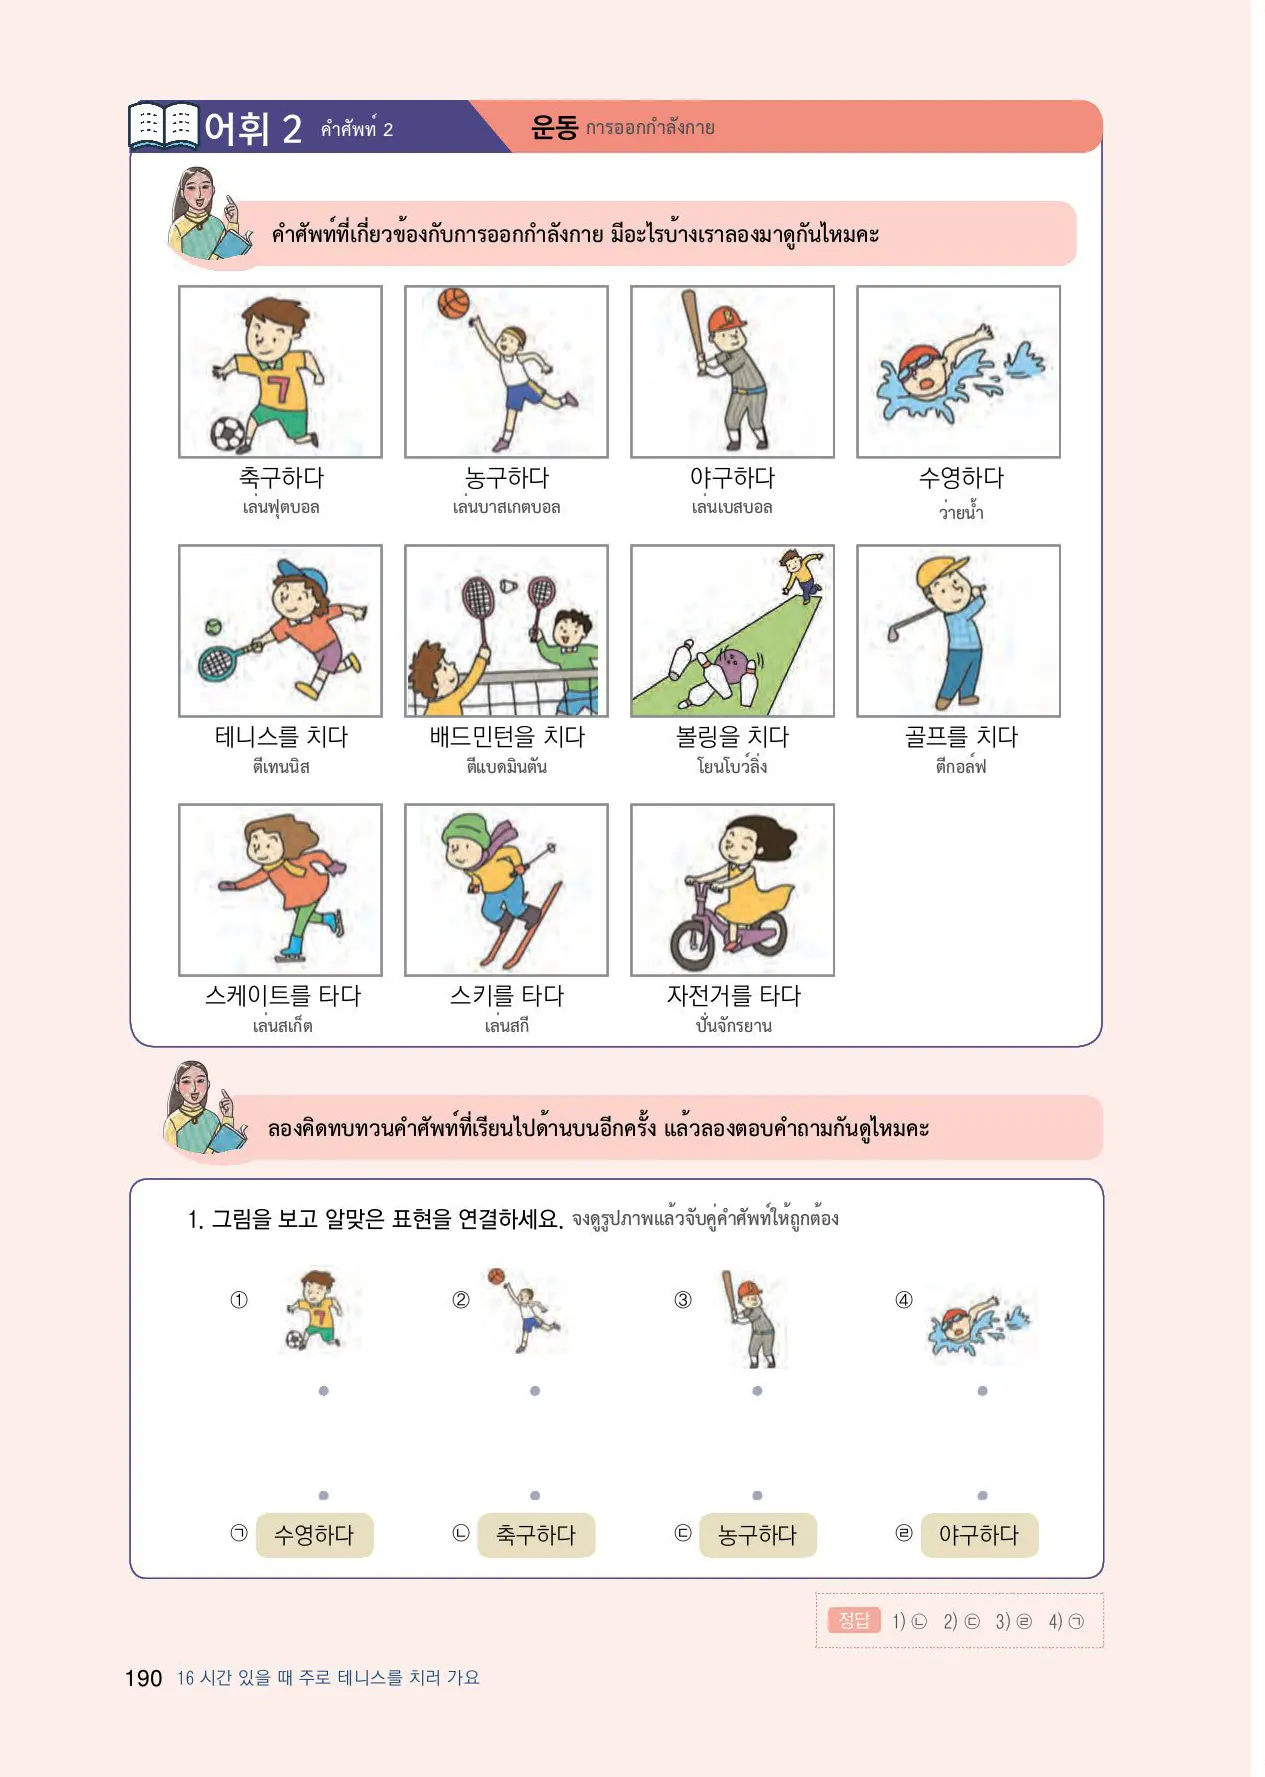 어휘 2 คำศัพท์ 2 운동 การออกกำลังกาย
คำศัพท์ที่เกี่ยวข้องกับการออกกำลังกาย มีอะไรบ้างเราลองมาดูกันไหมคะ
7
축구하다 농구하다 야구하다 수영하다
เล่นฟุตบอล เล่นบาสเกตบอล เล่นเบสบอล ว่ายน้ำ
테니스를 치다 배드민턴을 치다 볼링을 치다 골프를 치다
ตีเทนนิส ตีแบดมินตัน โยนโบว์ลิ่ง ตีกอล์ฟ
스케이트를 타다 스키를 타다 자전거를 타다
เล่นสเก็ต เล่นสกี ปั่นจักรยาน
ลองคิดทบทวนคำศัพท์ที่เรียนไปด้านบนอีกครั้ง แล้วลองตอบคำถามกันดูไหมคะ
1. 그림을 보고 알맞은 표현을 연결하세요. จงดูรูปภาพแล้วจับคู่คำศัพท์ให้ถูกต้อง
① ② ③ ④
7
㉠ 수영하다 ㉡ 축구하다 ㉢ 농구하다 ㉣ 야구하다
정답 1) ㉡ 2) ㉢ 3) ㉣ 4) ㉠
190 16 시간 있을 때 주로 테니스를 치러 가요